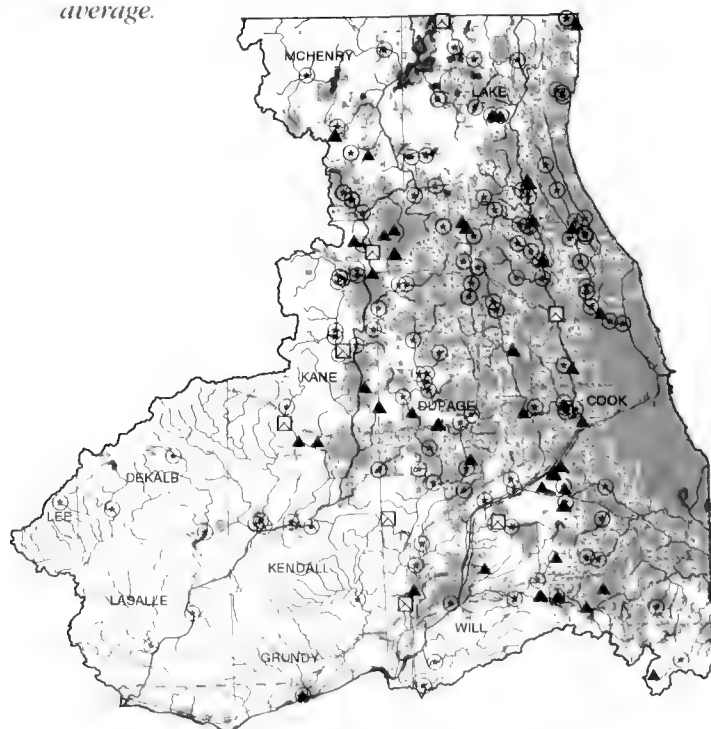 average.
MCHENRY
LAKE
KANE
DUPAGE
COOK
DEKALB
LEE
KENDALL
LASALLE
WILL
GRUNDY